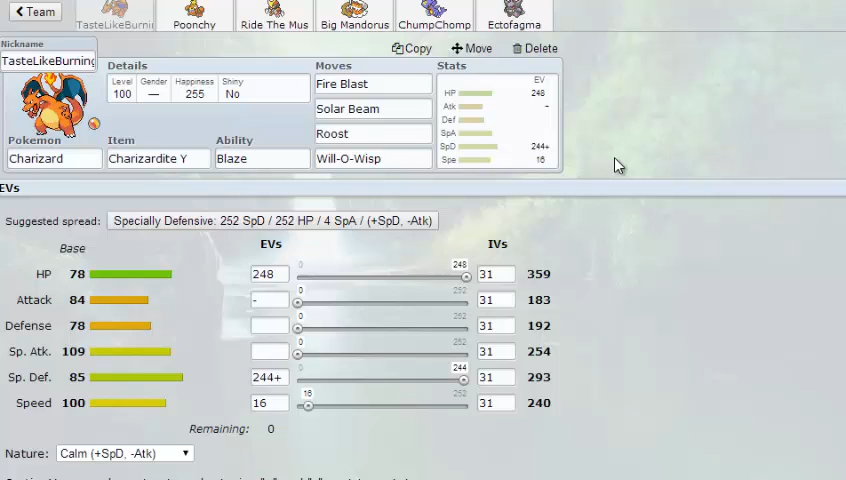 Team
TasteLikeBurnin
Poonchy
Ride The Mus
Big Mandorus
ChumpChomp
Ectofagma
Nickname
TasteLikeBurning
Copy
Move
Delete
Details
Level Gender Happiness Shiny
100 — 255 No
Moves
Fire Blast
Solar Beam
Roost
Will-O-Wisp
Stats
EV
HP 248
Atk -
Def
SpA
SpD 244+
Spe 16
Pokemon
Charizard
Item
Charizardite Y
Ability
Blaze
EVs
Suggested spread: Specially Defensive: 252 SpD / 252 HP / 4 SpA / (+SpD, -Atk)
Base EVs IVs
HP 78 248 0 248 31 359
Attack 84 - 0 252 31 183
Defense 78 0 252 31 192
Sp. Atk. 109 0 252 31 254
Sp. Def. 85 244+ 0 244 31 293
Speed 100 16 16 252 31 240
Remaining: 0
Nature: Calm (+SpD, -Atk)